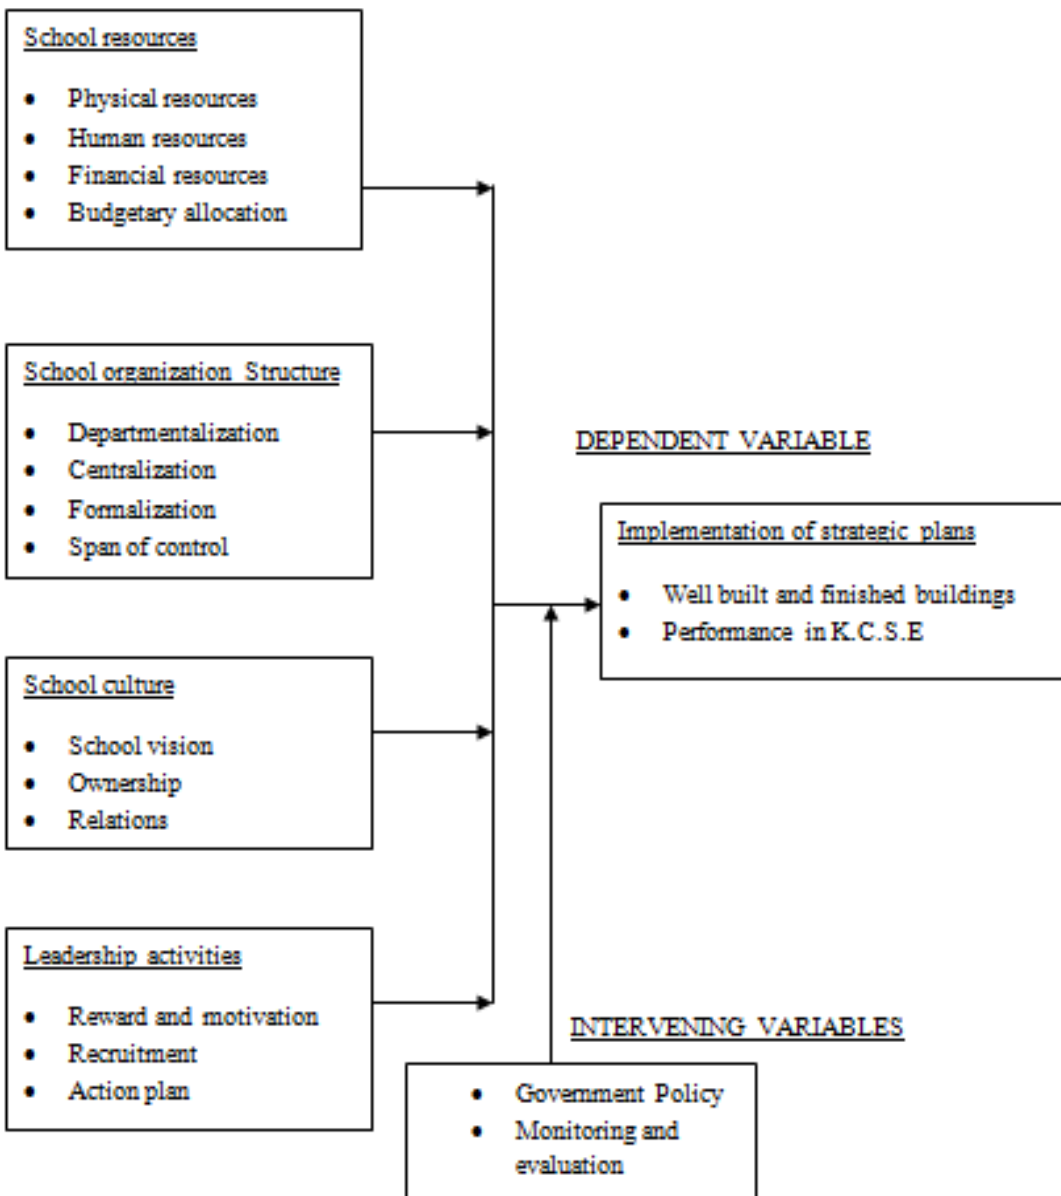 School resources
• Physical resources
• Human resources
• Financial resources
• Budgetary allocation
School organization Structure
• Departmentalization
• Centralization
• Formalization
• Span of control
School culture
• School vision
• Ownership
• Relations
Leadership activities
• Reward and motivation
• Recruitment
• Action plan
DEPENDENT VARIABLE
Implementation of strategic plans
• Well built and finished buildings
• Performance in K.C.S.E
INTERVENING VARIABLES
• Government Policy
• Monitoring and
evaluation